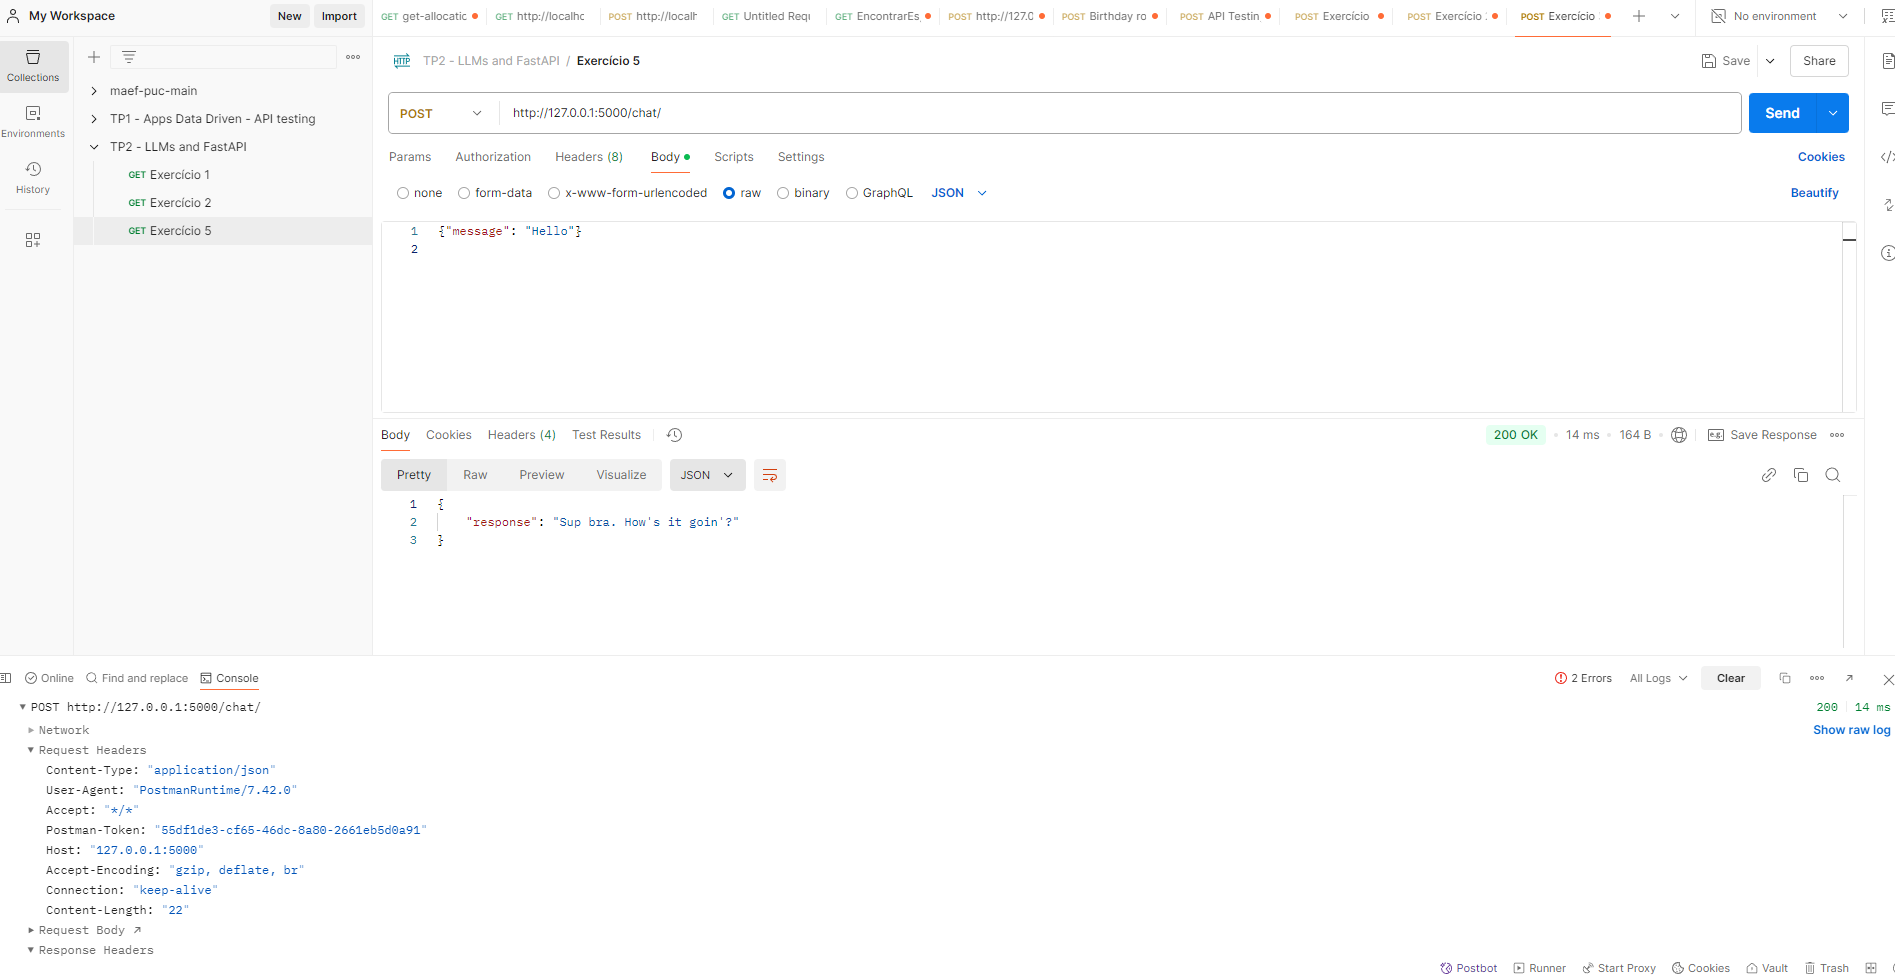 My Workspace
New
Import
GET get-allocatic
GET http://localhc
POST http://localh
GET Untitled Requ
GET EncontrarEs
POST http://127.0
POST Birthday ro
POST API Testin
POST Exercício
POST Exercício
POST Exercício
No environment
Collections
Environments
History
maef-puc-main
TP1 - Apps Data Driven - API testing
TP2 - LLMs and FastAPI
GET Exercício 1
GET Exercício 2
GET Exercício 5
HTTP TP2 - LLMs and FastAPI / Exercício 5
Save
Share
POST
http://127.0.0.1:5000/chat/
Send
Params
Authorization
Headers (8)
Body
Scripts
Settings
Cookies
none
form-data
x-www-form-urlencoded
raw
binary
GraphQL
JSON
Beautify
1 {"message": "Hello"}
2
Body
Cookies
Headers (4)
Test Results
200 OK
14 ms
164 B
e.g. Save Response
Pretty
Raw
Preview
Visualize
JSON
1 {
2 "response": "Sup bra. How's it goin'?"
3 }
Online
Find and replace
Console
2 Errors
All Logs
Clear
POST http://127.0.0.1:5000/chat/
200
14 ms
Network
Show raw log
Request Headers
Content-Type: "application/json"
User-Agent: "PostmanRuntime/7.42.0"
Accept: "*/*"
Postman-Token: "55df1de3-cf65-46dc-8a80-2661eb5d0a91"
Host: "127.0.0.1:5000"
Accept-Encoding: "gzip, deflate, br"
Connection: "keep-alive"
Content-Length: "22"
Request Body
Response Headers
Postbot
Runner
Start Proxy
Cookies
Vault
Trash